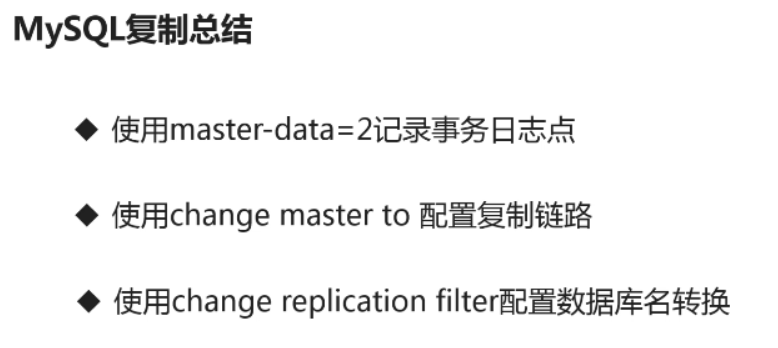 MySQL复制总结
◆ 使用master-data=2记录事务日志点
◆ 使用change master to 配置复制链路
◆ 使用change replication filter配置数据库名转换